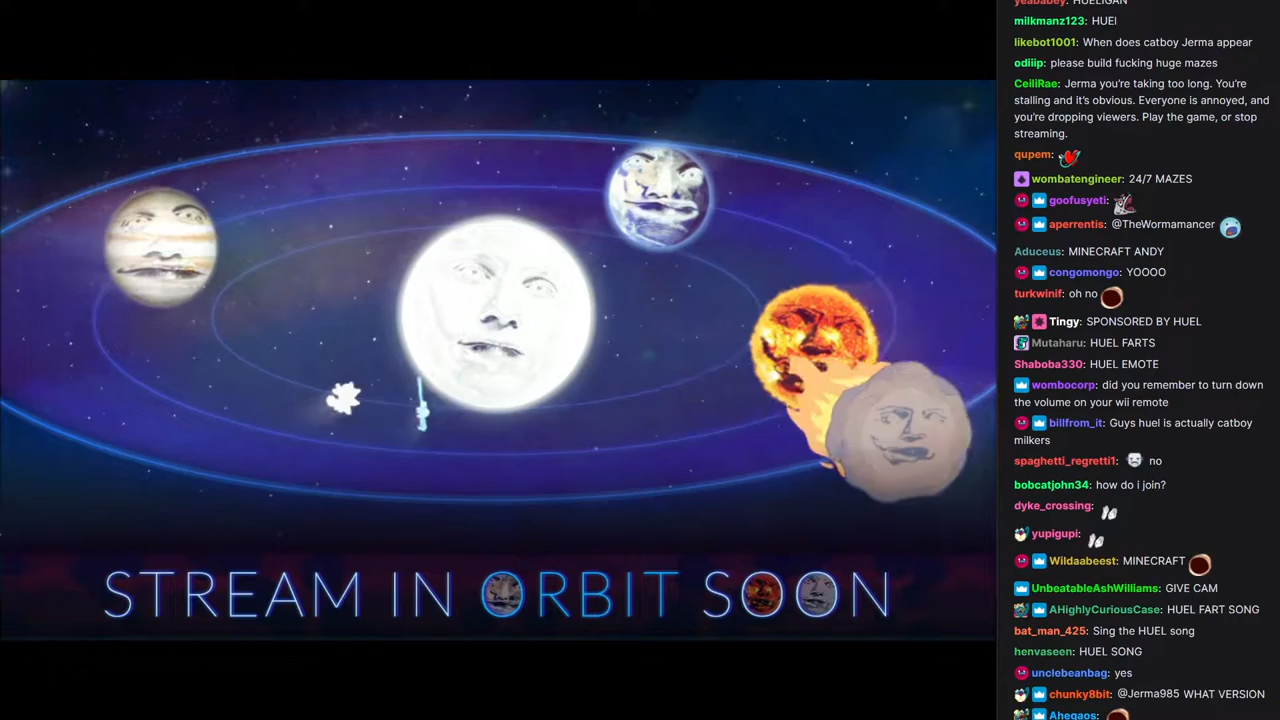 STREAM IN ORBIT SOON
yeababey: HUELIGAN
milkmanz123: HUEl
likebot1001: When does catboy Jerma appear
odiiip: please build fucking huge mazes
CeiliRae: Jerma you're taking too long. You're
stalling and it's obvious. Everyone is annoyed, and
you're dropping viewers. Play the game, or stop
streaming.
qupem:
wombatengineer: 24/7 MAZES
goofusyeti:
aperrentis: @TheWormamancer
Aduceus: MINECRAFT ANDY
congomongo: YOOOO
turkwinif: oh no
Tingy: SPONSORED BY HUEL
Mutaharu: HUEL FARTS
Shaboba330: HUEL EMOTE
wombocorp: did you remember to turn down
the volume on your wii remote
billfrom_it: Guys huel is actually catboy
milkers
spaghetti_regretti1: no
bobcatjohn34: how do i join?
dyke_crossing:
yupigupi:
Wildaabeest: MINECRAFT
UnbeatableAshWilliams: GIVE CAM
AHighlyCuriousCase: HUEL FART SONG
bat_man_425: Sing the HUEL song
henvaseen: HUEL SONG
unclebeanbag: yes
chunky8bit: @Jerma985 WHAT VERSION
Ahegaos: